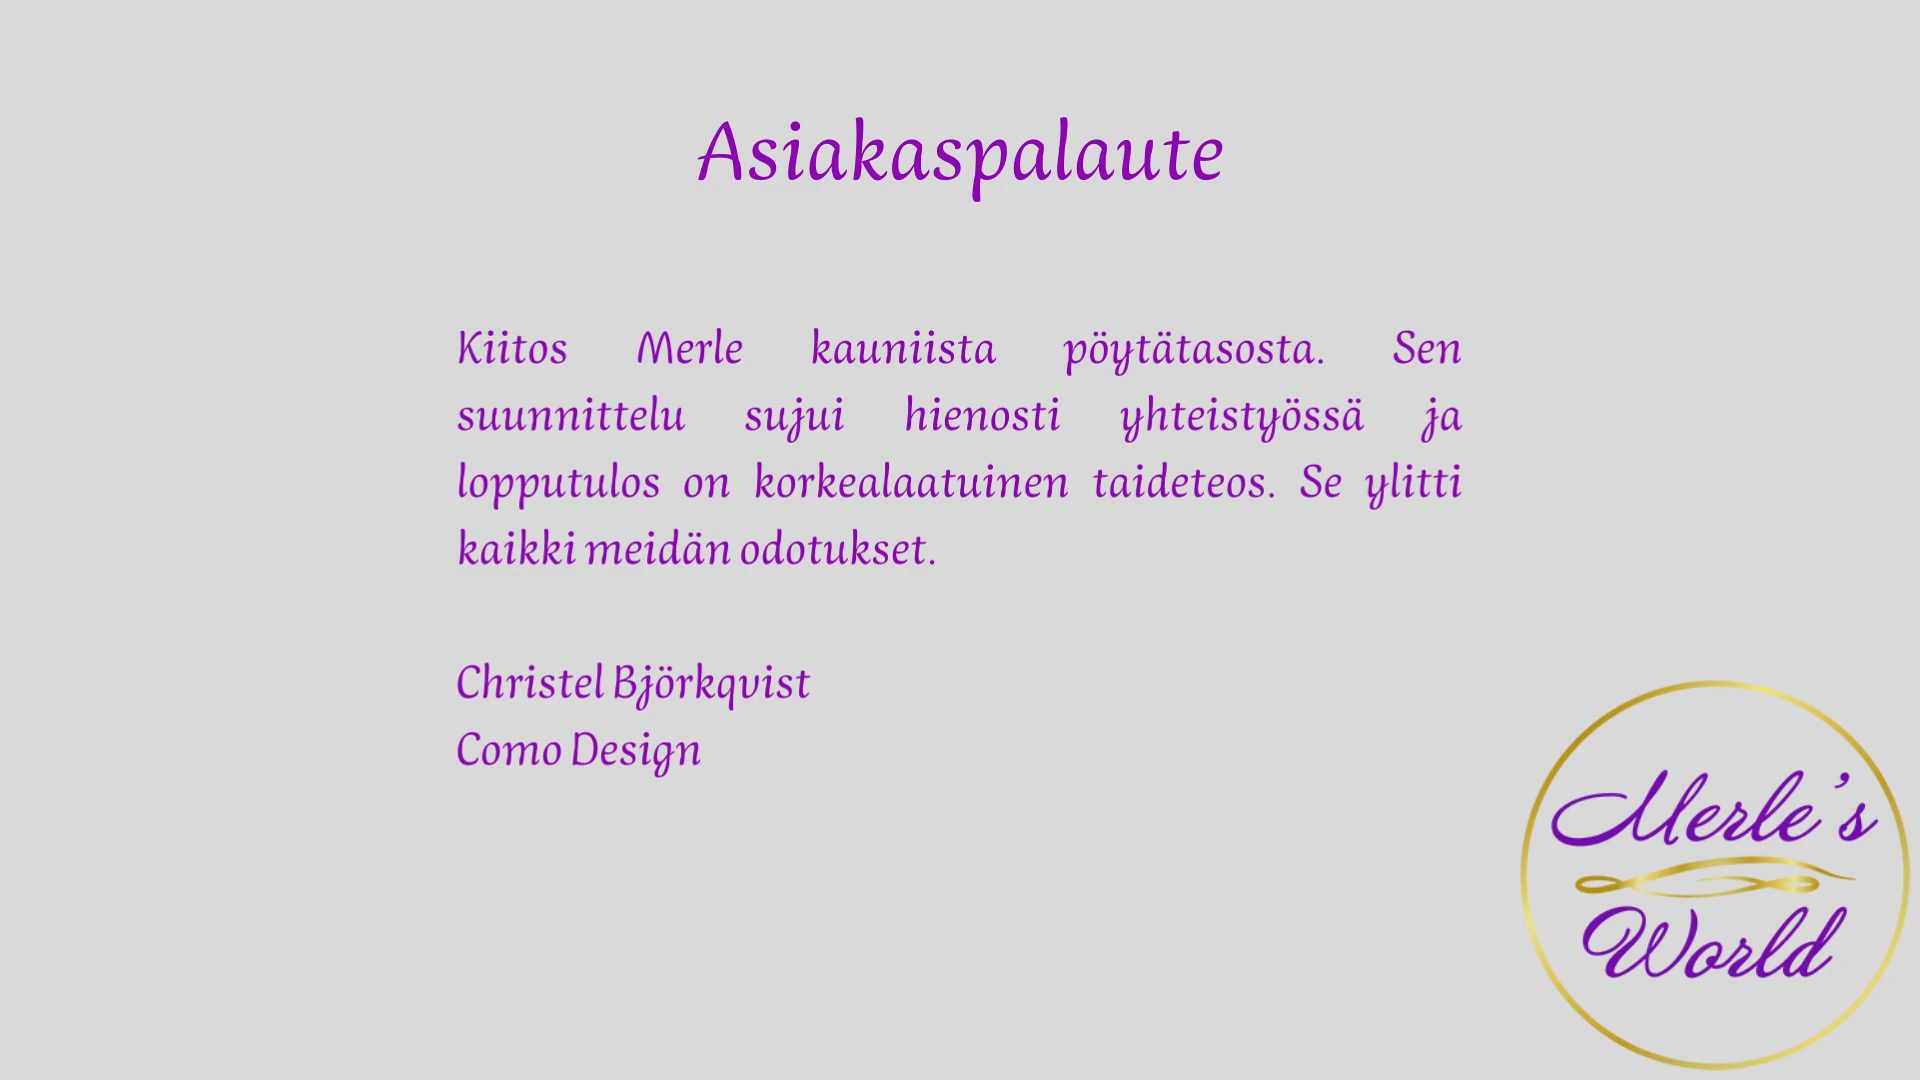 Asiakaspalaute
Kiitos Merle kauniista pöytätasosta. Sen
suunnittelu sujui hienosti yhteistyössä ja
lopputulos on korkealaatuinen taideteos. Se ylitti
kaikki meidän odotukset.
Christel Björkqvist
Como Design
Merle's
World